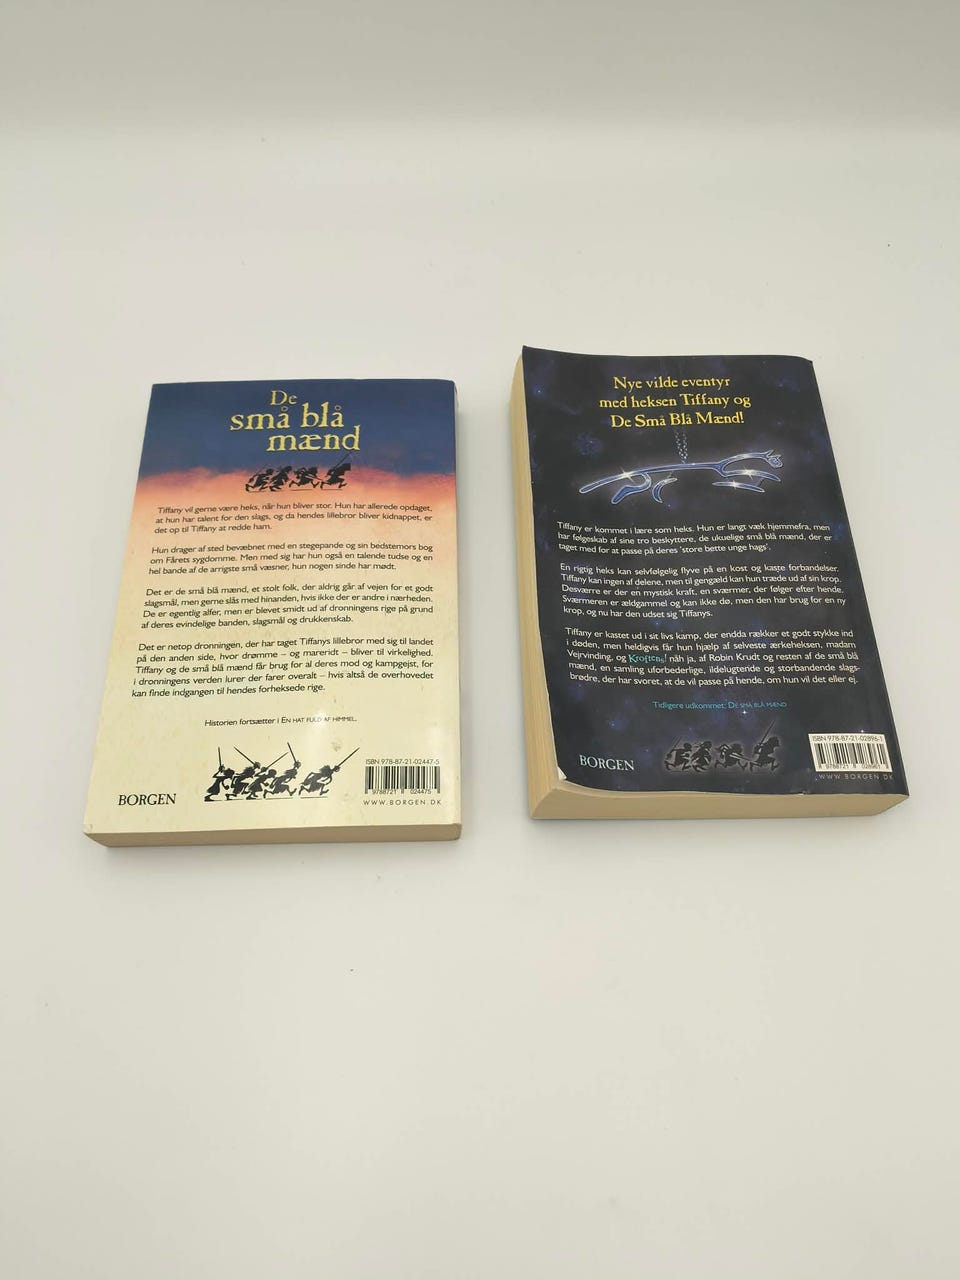 De
små blå
mænd
Tiffany vil gerne være heks, når hun bliver stor. Hun har allerede opdaget,
at hun har talent for den slags, og da hendes lillebror bliver kidnappet, er
det op til Tiffany at redde ham.
Hun drager af sted bevæbnet med en stegepande og sin bedstemors bog
om Fårets sygdomme. Men med sig har hun også en talende tudse og en
hel bande af de arrigste små væsner, hun nogen sinde har mødt.
Det er de små blå mænd, et stolt folk, der aldrig går af vejen for et godt
slagsmål, men gerne slås med hinanden, hvis ikke der er andre i nærheden.
De er egentlig alfer, men er blevet smidt ud af dronningens rige på grund
af deres evindelige banden, slagsmål og drukkenskab.
Det er netop dronningen, der har taget Tiffanys lillebror med sig til landet
på den anden side, hvor drømme – og mareridt – bliver til virkelighed.
Tiffany og de små blå mænd får brug for al deres mod og kampgejst, for
i dronningens verden lurer der farer overalt – hvis altså de overhovedet
kan finde indgangen til hendes forheksede rige.
Historien fortsætter i EN HAT FULD AF HIMMEL.
BORGEN
ISBN 978-87-21-02447-5
9 788721 024475
WWW.BORGEN.DK
Nye vilde eventyr
med heksen Tiffany og
De Små Blå Mænd!
Tiffany er kommet i lære som heks. Hun er langt væk hjemmefra, men
har følgeskab af sine tro beskyttere, de ukuelige små blå mænd, der er
taget med for at passe på deres 'store bette unge hags'.
En rigtig heks kan selvfølgelig flyve på en kost og kaste forbandelser.
Tiffany kan ingen af delene, men til gengæld kan hun træde ud af sin krop.
Desværre er der en mystisk kraft, en sværmer, der følger efter hende.
Sværmeren er ældgammel og kan ikke dø, men den har brug for en ny
krop, og nu har den udset sig Tiffanys.
Tiffany er kastet ud i sit livs kamp, der endda rækker et godt stykke ind
i døden, men heldigvis får hun hjælp af selveste ærkeheksen, madam
Vejrvinding, og Kroftens! nåh ja, af Robin Krudt og resten af de små blå
mænd, en samling uforbederlige, ildelugtende og storbandende slags-
brødre, der har svoret, at de vil passe på hende, om hun vil det eller ej.
Tidligere udkommet: DE SMÅ BLÅ MÆND
BORGEN
ISBN 978-87-21-02896-1
9 788721 028961
WWW.BORGEN.DK